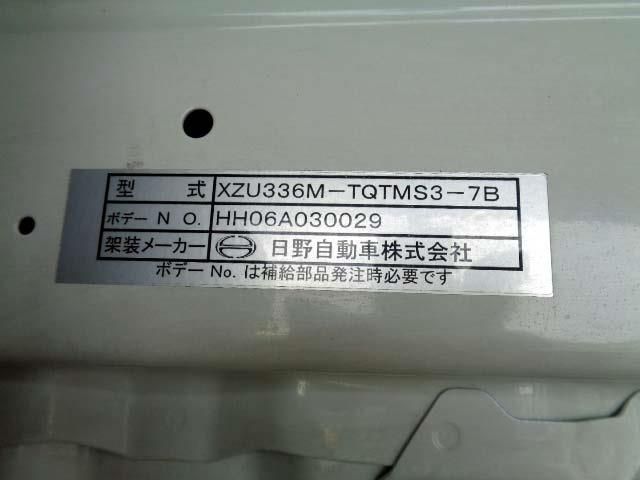 型 式 XZU336M-TQTMS3-7B
ボデー N O. HH06A030029
架装メーカー 日野自動車株式会社
ボデー No. は補給部品発注時必要です